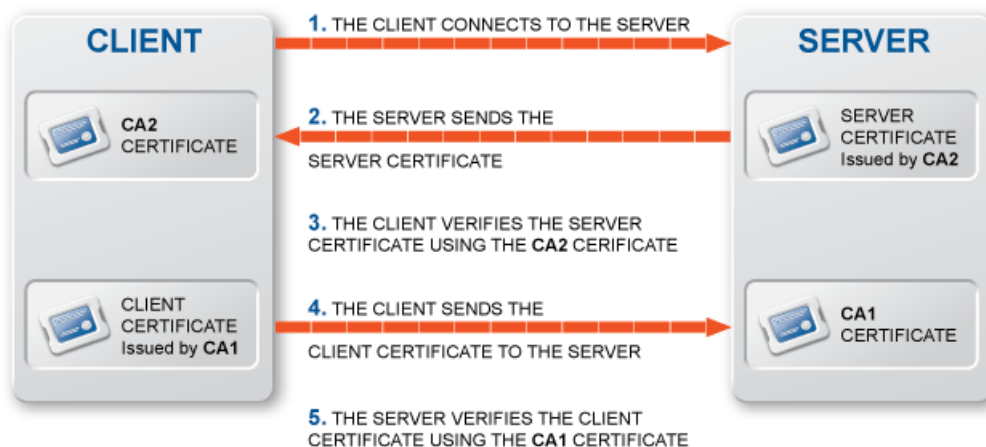 CLIENT
CA2
CERTIFICATE
CLIENT
CERTIFICATE
Issued by CA1
1. THE CLIENT CONNECTS TO THE SERVER
2. THE SERVER SENDS THE
SERVER CERTIFICATE
3. THE CLIENT VERIFIES THE SERVER
CERTIFICATE USING THE CA2 CERIFICATE
4. THE CLIENT SENDS THE
CLIENT CERTIFICATE TO THE SERVER
5. THE SERVER VERIFIES THE CLIENT
CERTIFICATE USING THE CA1 CERTIFICATE
SERVER
SERVER
CERTIFICATE
Issued by CA2
CA1
CERTIFICATE